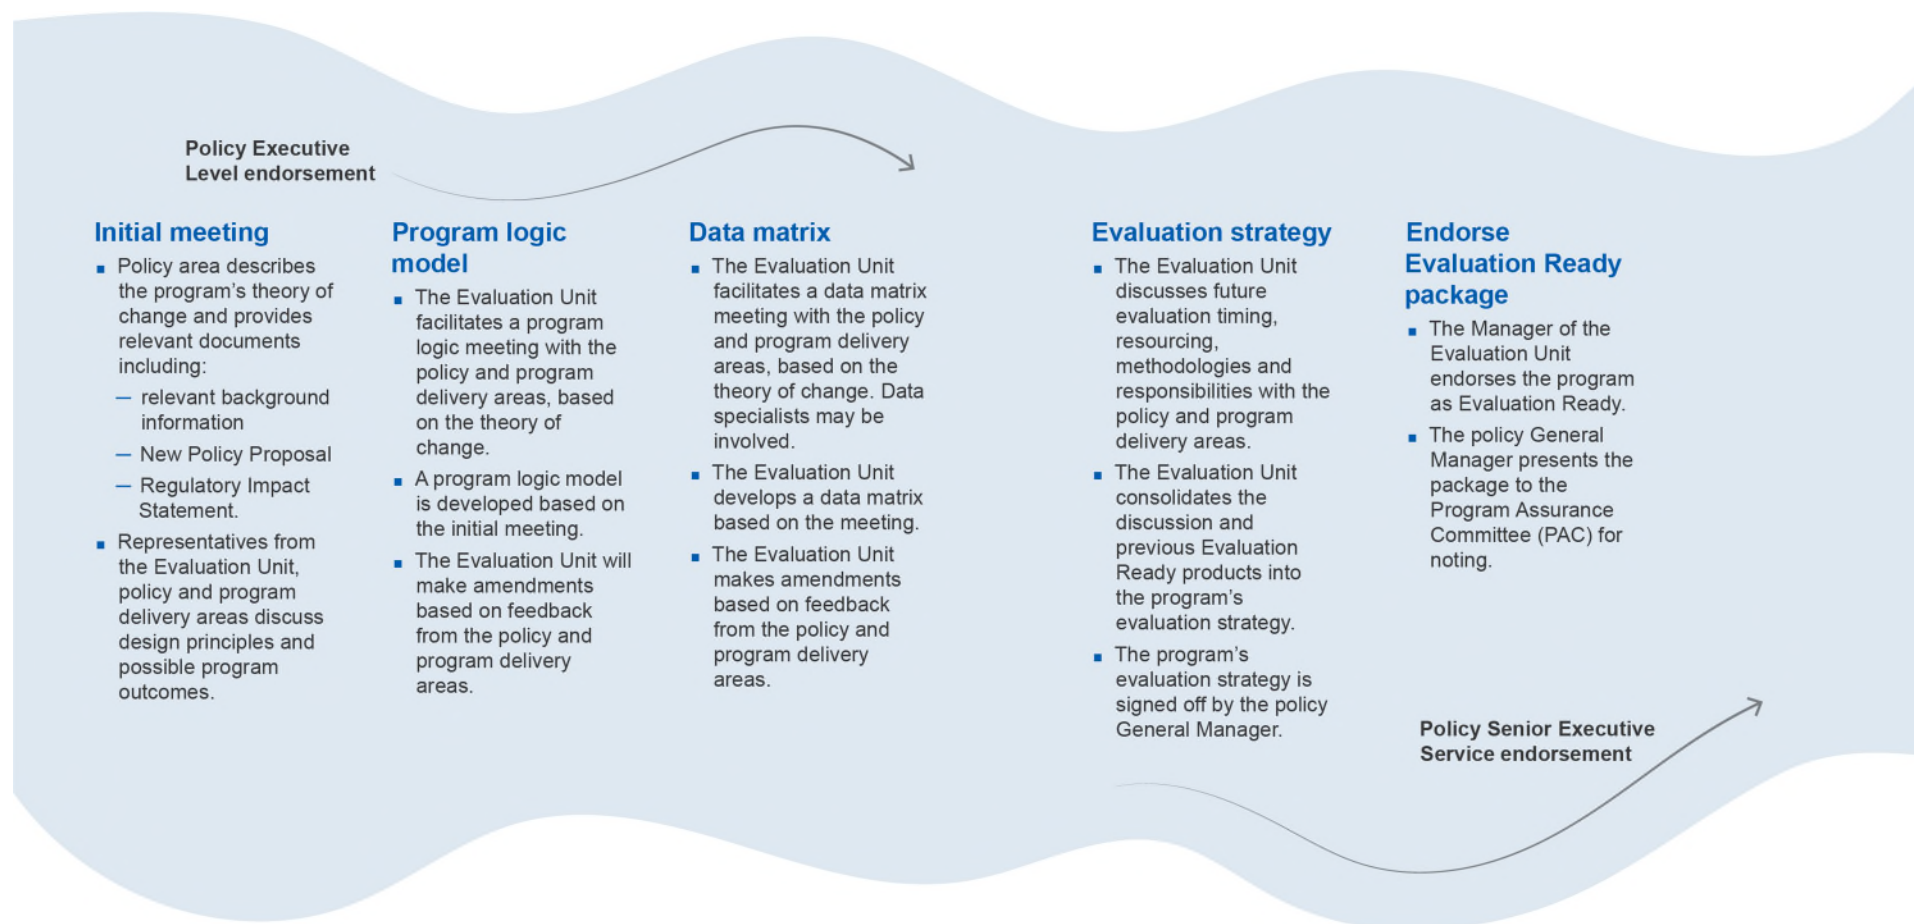 Policy Executive
Level endorsement
Initial meeting
▪ Policy area describes
the program’s theory of
change and provides
relevant documents
including:
— relevant background
information
— New Policy Proposal
— Regulatory Impact
Statement.
▪ Representatives from
the Evaluation Unit,
policy and program
delivery areas discuss
design principles and
possible program
outcomes.
Program logic
model
▪ The Evaluation Unit
facilitates a program
logic meeting with the
policy and program
delivery areas, based
on the theory of
change.
▪ A program logic model
is developed based on
the initial meeting.
▪ The Evaluation Unit will
make amendments
based on feedback
from the policy and
program delivery
areas.
Data matrix
▪ The Evaluation Unit
facilitates a data matrix
meeting with the policy
and program delivery
areas, based on the
theory of change. Data
specialists may be
involved.
▪ The Evaluation Unit
develops a data matrix
based on the meeting.
▪ The Evaluation Unit
makes amendments
based on feedback
from the policy and
program delivery
areas.
Evaluation strategy
▪ The Evaluation Unit
discusses future
evaluation timing,
resourcing,
methodologies and
responsibilities with the
policy and program
delivery areas.
▪ The Evaluation Unit
consolidates the
discussion and
previous Evaluation
Ready products into
the program’s
evaluation strategy.
▪ The program’s
evaluation strategy is
signed off by the policy
General Manager.
Endorse
Evaluation Ready
package
▪ The Manager of the
Evaluation Unit
endorses the program
as Evaluation Ready.
▪ The policy General
Manager presents the
package to the
Program Assurance
Committee (PAC) for
noting.
Policy Senior Executive
Service endorsement